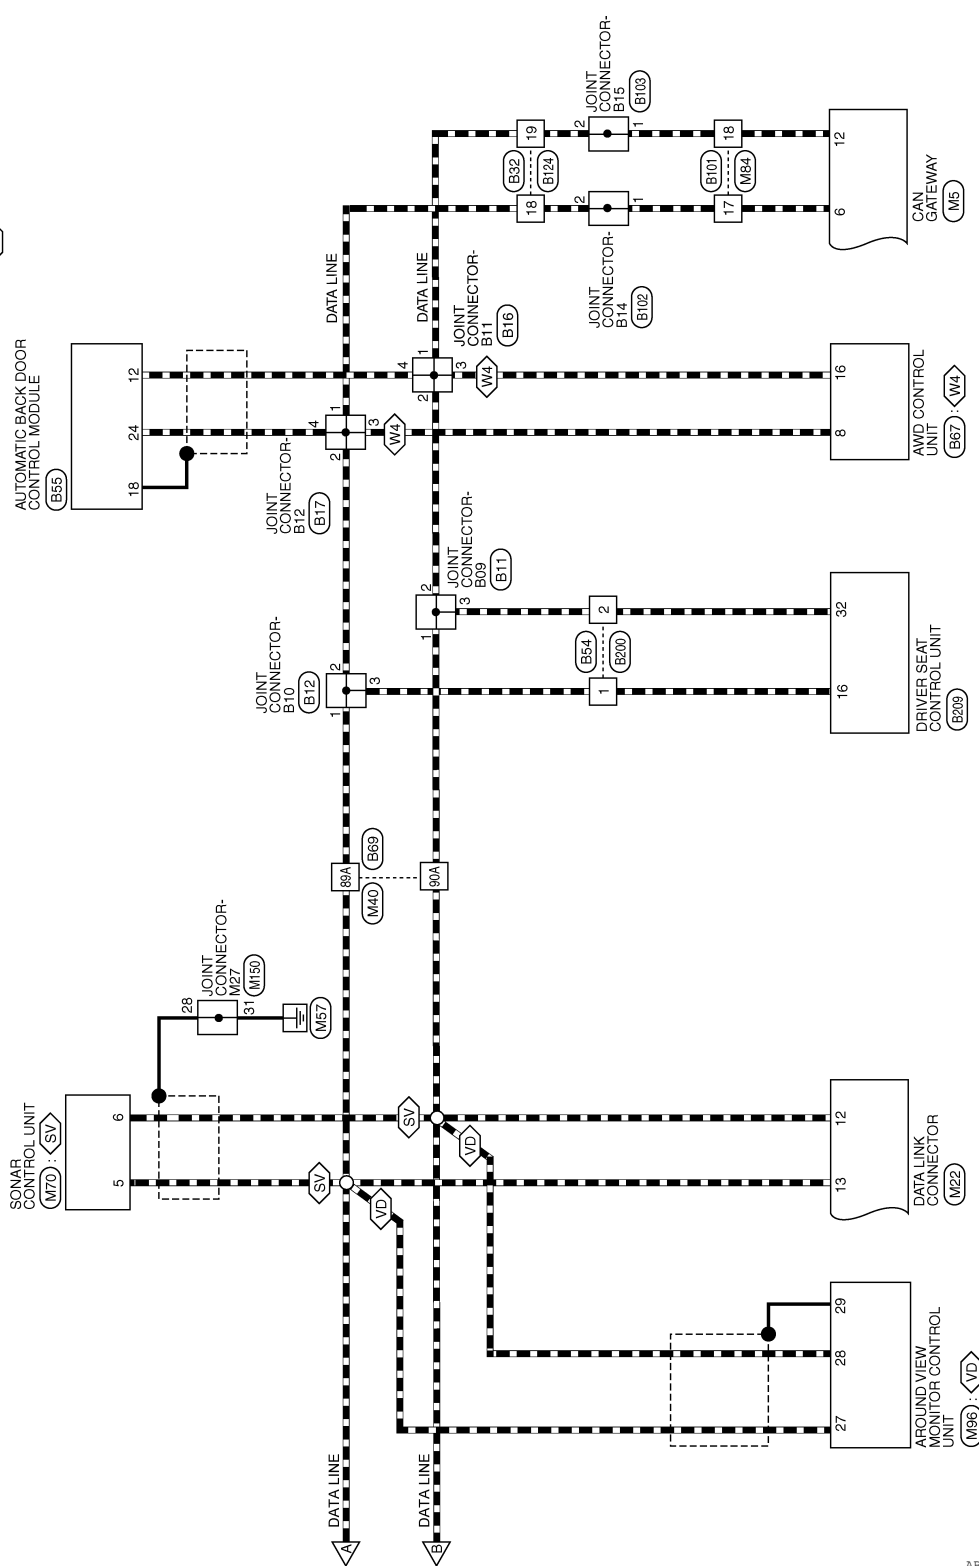 AUTOMATIC BACK DOOR
CONTROL MODULE
B55
18
24
12
DATA LINE
DATA LINE
JOINT
CONNECTOR-
B12
B17
4
1
2
3
W4
JOINT
CONNECTOR-
B11
B16
4
1
2
3
W4
B32
B124
18
19
JOINT
CONNECTOR-
B15
B103
2
1
JOINT
CONNECTOR-
B14
B102
2
1
B101
M84
17
18
6
12
CAN
GATEWAY
M5
8
16
AWD CONTROL
UNIT
B67 : W4
JOINT
CONNECTOR-
B10
B12
1
2
3
JOINT
CONNECTOR-
B09
B11
1
2
3
B54
B200
1
2
16
32
DRIVER SEAT
CONTROL UNIT
B209
89A
90A
M40
B69
SONAR
CONTROL UNIT
M70 : SV
5
6
JOINT
CONNECTOR-
M27
M150
28
31
M57
SV
VD
SV
VD
13
12
DATA LINK
CONNECTOR
M22
27
28
29
AROUND VIEW
MONITOR CONTROL
UNIT
M96 : VD
A
DATA LINE
B
DATA LINE